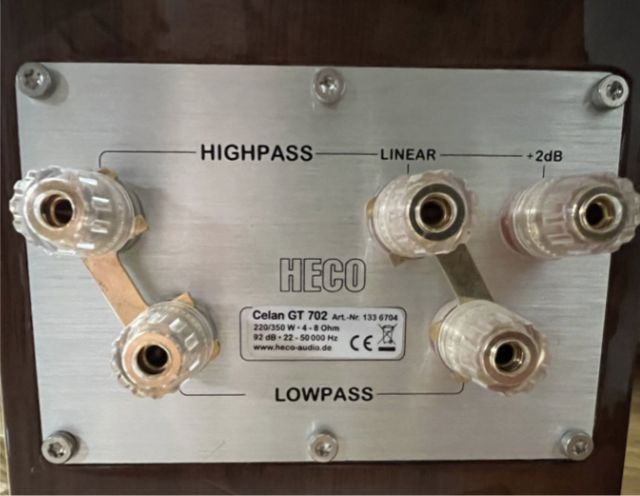 HIGHPASS LINEAR +2dB
HECO
Celan GT 702 Art.-Nr. 133 6704
220/350 W • 4 - 8 Ohm
92 dB • 22 - 50 000 Hz
www.heco-audio.de
CE
LOWPASS